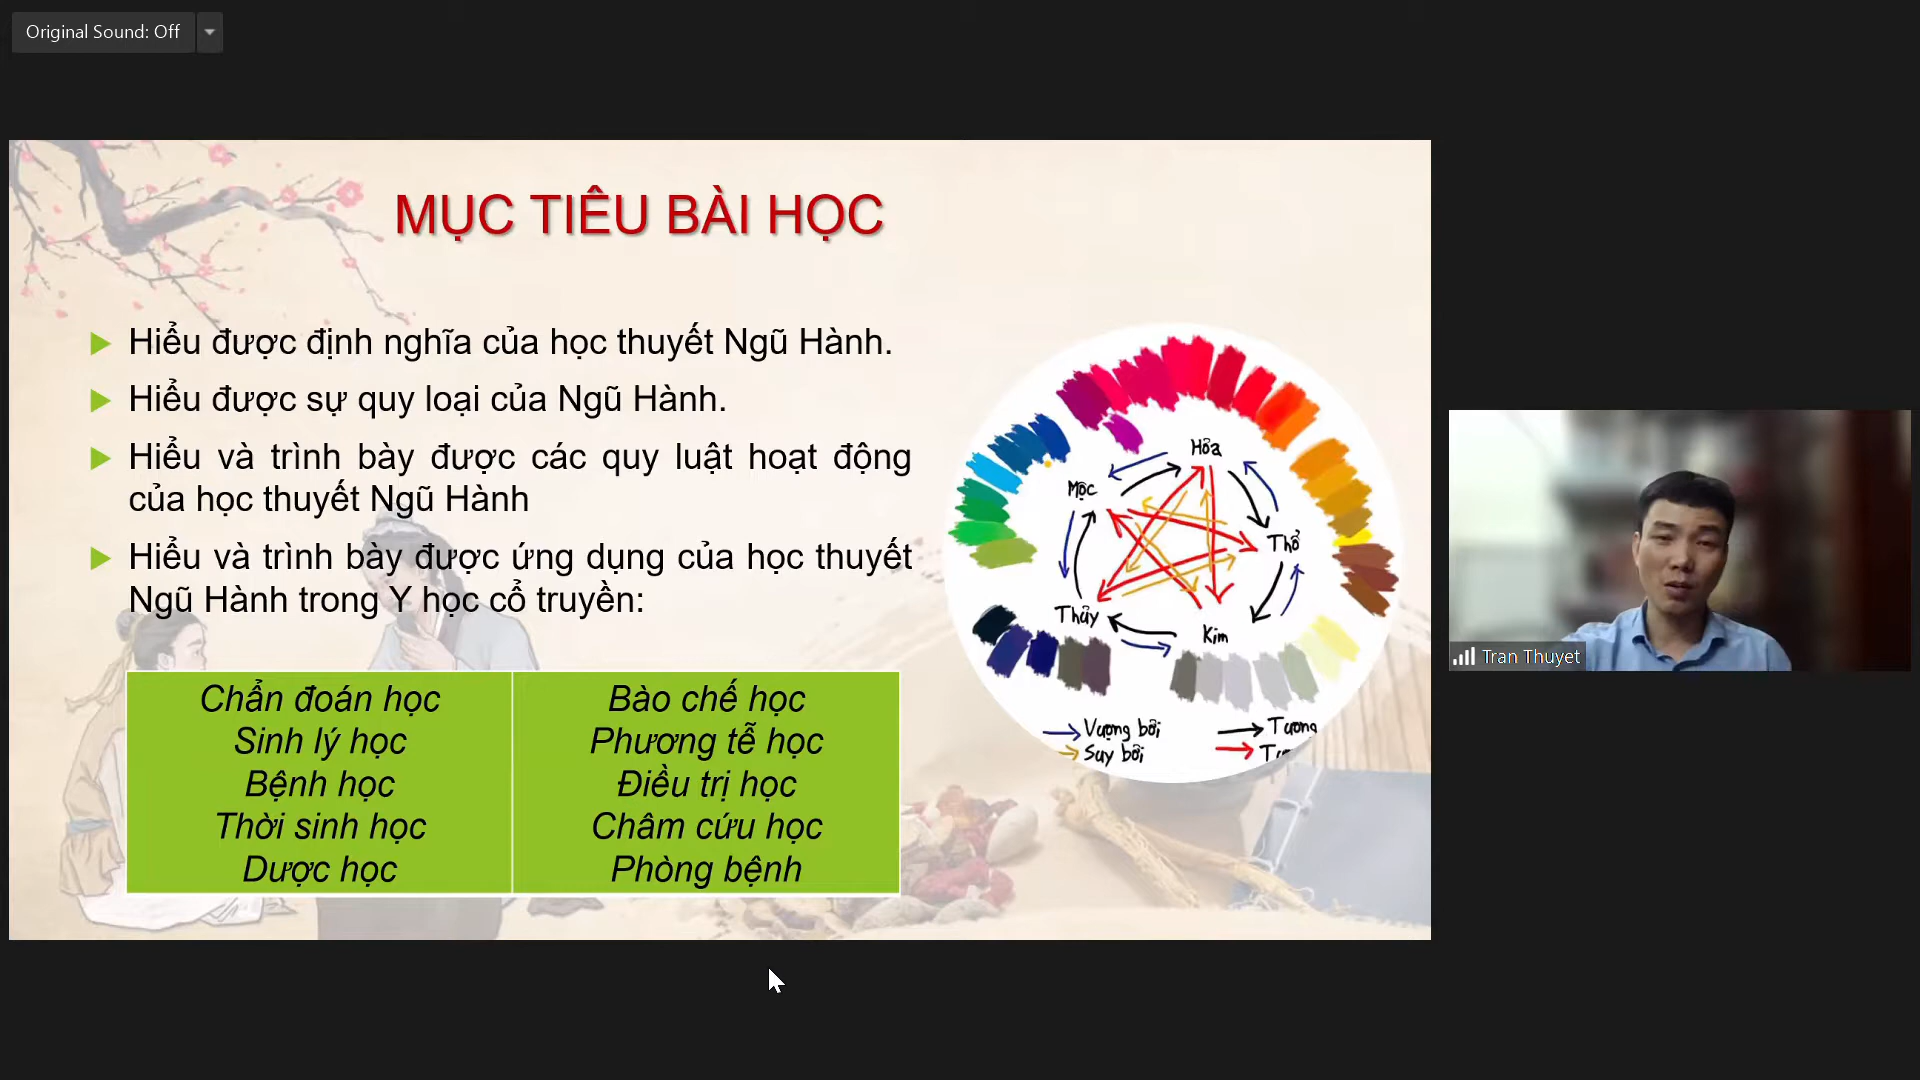 Original Sound: Off
MỤC TIÊU BÀI HỌC
Hiểu được định nghĩa của học thuyết Ngũ Hành.
Hiểu được sự quy loại của Ngũ Hành.
Hiểu và trình bày được các quy luật hoạt động
của học thuyết Ngũ Hành
Hiểu và trình bày được ứng dụng của học thuyết
Ngũ Hành trong Y học cổ truyền:
Chẩn đoán học
Sinh lý học
Bệnh học
Thời sinh học
Dược học
Bào chế học
Phương tễ học
Điều trị học
Châm cứu học
Phòng bệnh
Hỏa
Mộc
Thổ
Thủy
Kim
Vượng bởi
Suy bởi
Tương
Tran Thuyet